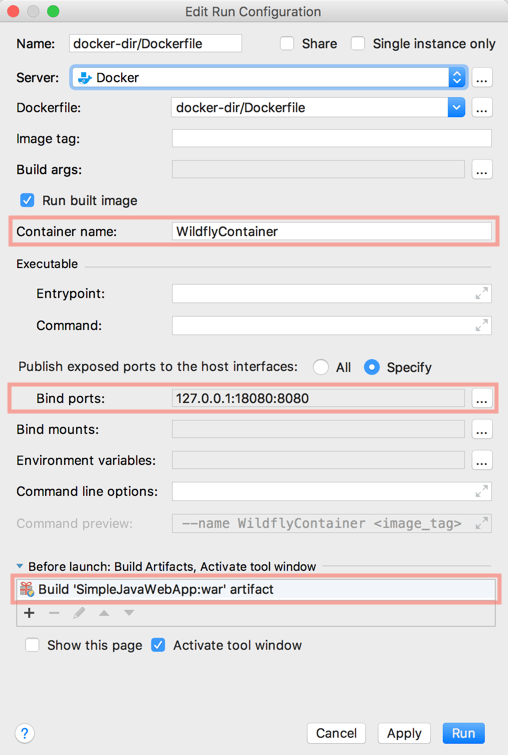 Edit Run Configuration
Name: docker-dir/Dockerfile Share Single instance only
Server: Docker ...
Dockerfile: docker-dir/Dockerfile ...
Image tag:
Build args: ...
Run built image
Container name: WildflyContainer
Executable
Entrypoint:
Command:
Publish exposed ports to the host interfaces: All Specify
Bind ports: 127.0.0.1:18080:8080 ...
Bind mounts: ...
Environment variables: ...
Command line options:
Command preview: --name WildflyContainer <image_tag>
Before launch: Build Artifacts, Activate tool window
Build 'SimpleJavaWebApp:war' artifact
Show this page Activate tool window
? Cancel Apply Run